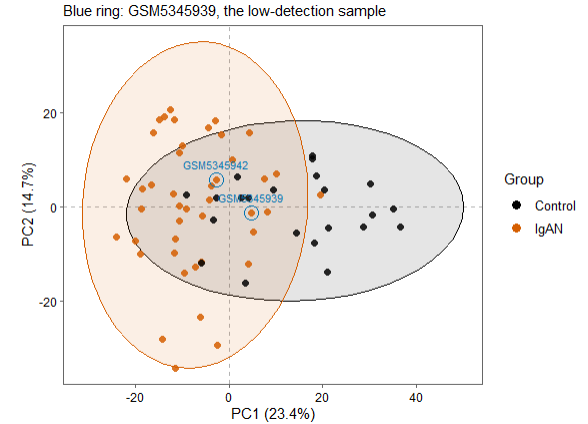 Blue ring: GSM5345939, the low-detection sample
GSM5345942
GSM5345939
20
0
-20
PC2 (14.7%)
-20
0
20
40
PC1 (23.4%)
Group
Control
IgAN